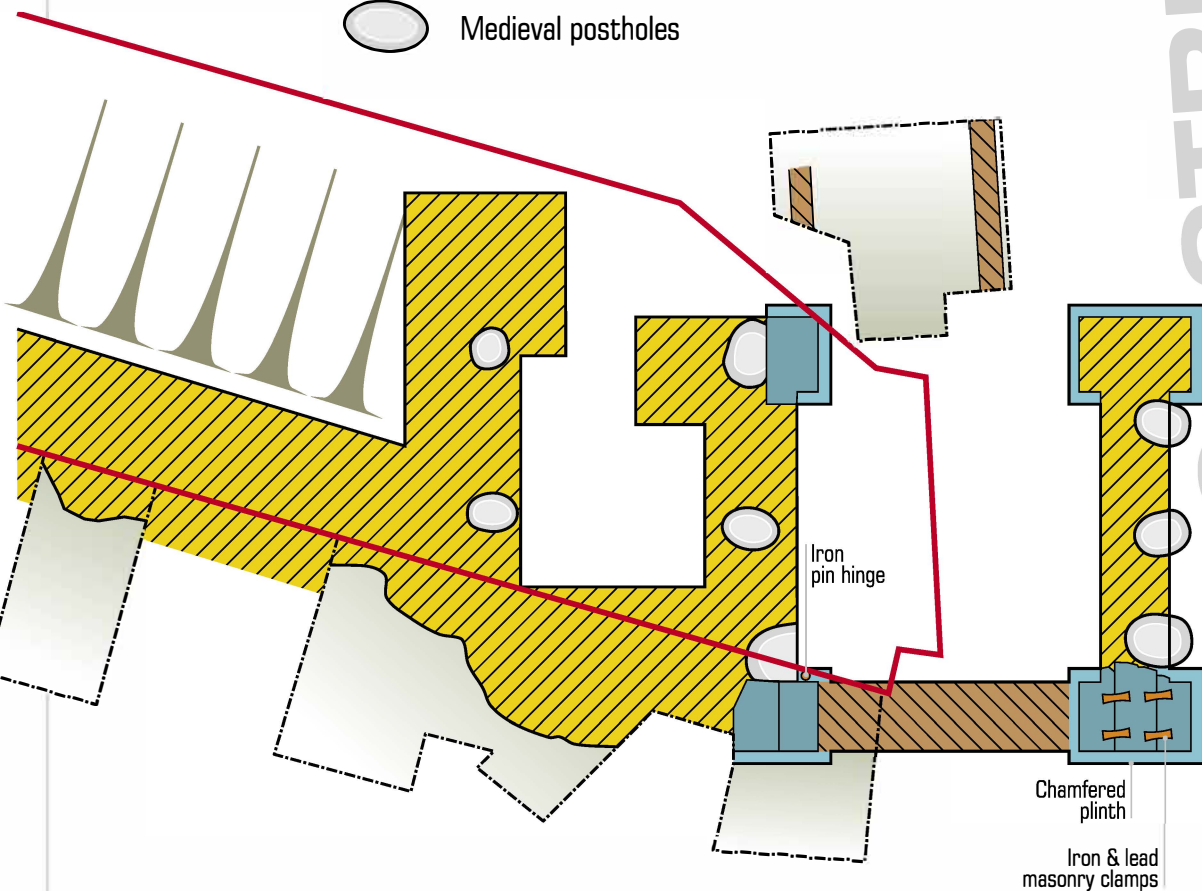 Medieval postholes
Iron
pin hinge
Chamfered
plinth
Iron & lead
masonry clamps